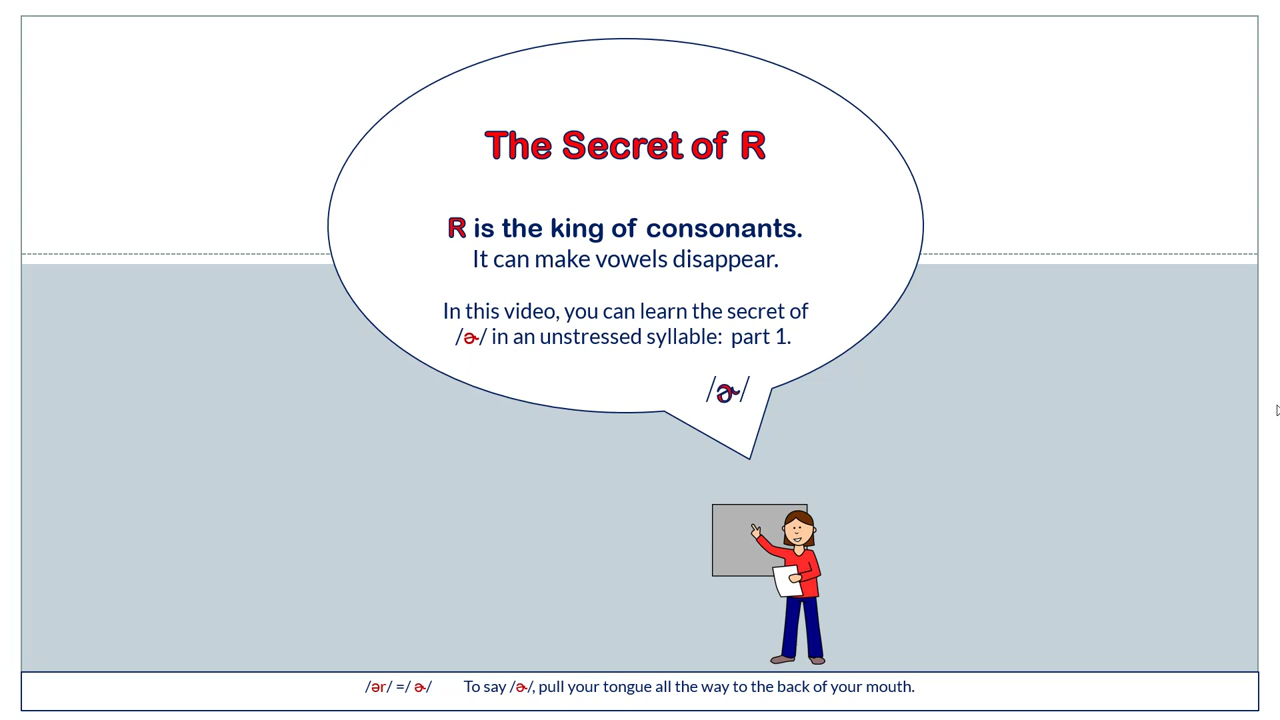 The Secret of R
R is the king of consonants.
It can make vowels disappear.
In this video, you can learn the secret of
/ɚ/ in an unstressed syllable: part 1.
/ɚ/
/ər/ =/ ɚ/ To say /ɚ/, pull your tongue all the way to the back of your mouth.